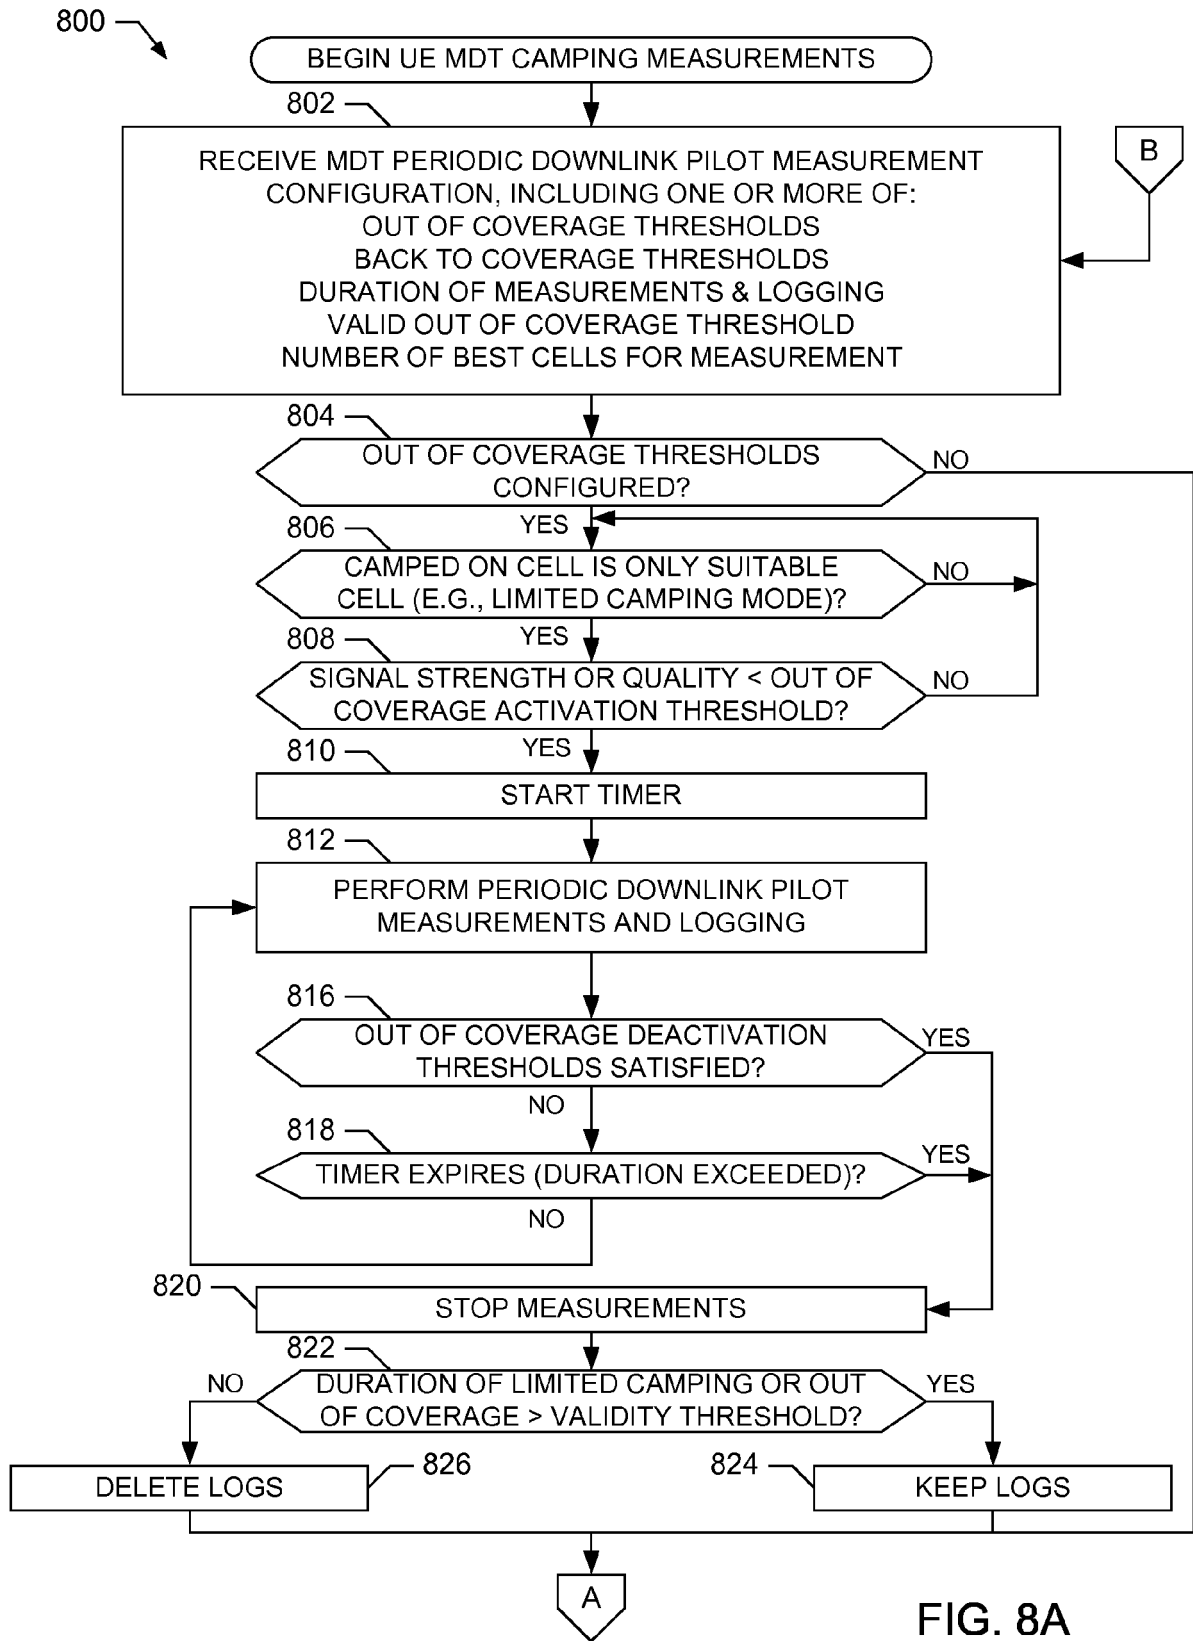 800
BEGIN UE MDT CAMPING MEASUREMENTS
802
RECEIVE MDT PERIODIC DOWNLINK PILOT MEASUREMENT
CONFIGURATION, INCLUDING ONE OR MORE OF:
OUT OF COVERAGE THRESHOLDS
BACK TO COVERAGE THRESHOLDS
DURATION OF MEASUREMENTS & LOGGING
VALID OUT OF COVERAGE THRESHOLD
NUMBER OF BEST CELLS FOR MEASUREMENT
B
804
OUT OF COVERAGE THRESHOLDS
CONFIGURED?
NO
YES
806
CAMPED ON CELL IS ONLY SUITABLE
CELL (E.G., LIMITED CAMPING MODE)?
NO
YES
808
SIGNAL STRENGTH OR QUALITY < OUT OF
COVERAGE ACTIVATION THRESHOLD?
NO
YES
810
START TIMER
812
PERFORM PERIODIC DOWNLINK PILOT
MEASUREMENTS AND LOGGING
816
OUT OF COVERAGE DEACTIVATION
THRESHOLDS SATISFIED?
YES
NO
818
TIMER EXPIRES (DURATION EXCEEDED)?
YES
NO
820
STOP MEASUREMENTS
822
DURATION OF LIMITED CAMPING OR OUT
OF COVERAGE > VALIDITY THRESHOLD?
NO
YES
DELETE LOGS
826
824
KEEP LOGS
A
FIG. 8A